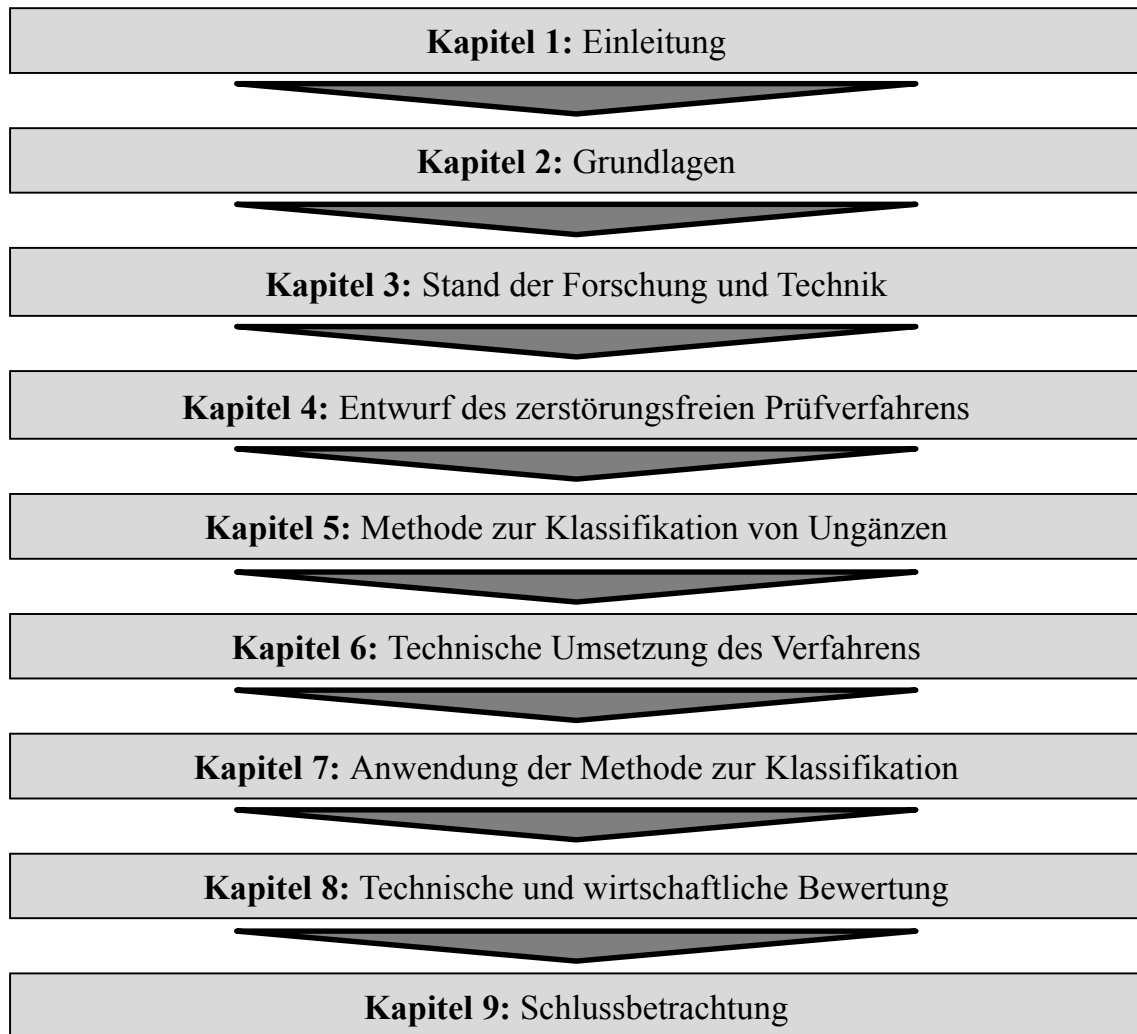 Kapitel 1: Einleitung
Kapitel 2: Grundlagen
Kapitel 3: Stand der Forschung und Technik
Kapitel 4: Entwurf des zerstörungsfreien Prüfverfahrens
Kapitel 5: Methode zur Klassifikation von Ungänzen
Kapitel 6: Technische Umsetzung des Verfahrens
Kapitel 7: Anwendung der Methode zur Klassifikation
Kapitel 8: Technische und wirtschaftliche Bewertung
Kapitel 9: Schlussbetrachtung